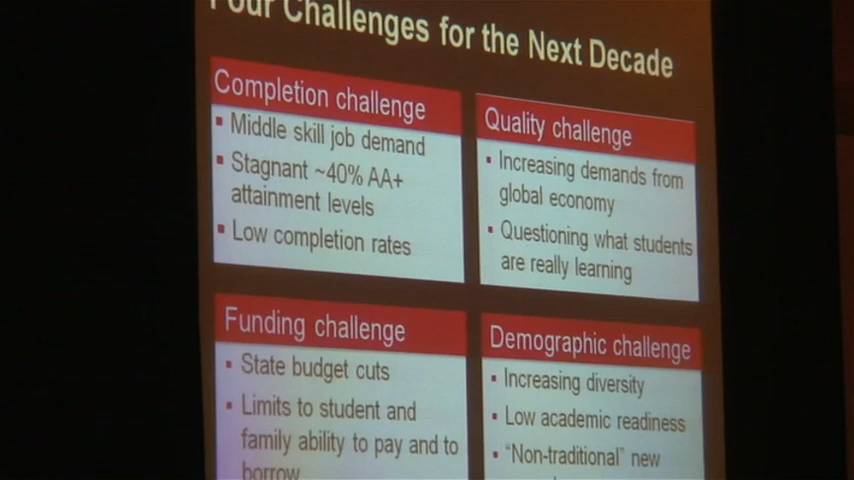 Four Challenges for the Next Decade
Completion challenge
▪ Middle skill job demand
▪ Stagnant ~40% AA+
attainment levels
▪ Low completion rates
Quality challenge
▪ Increasing demands from
global economy
▪ Questioning what students
are really learning
Funding challenge
▪ State budget cuts
▪ Limits to student and
family ability to pay and to
borrow
Demographic challenge
▪ Increasing diversity
▪ Low academic readiness
▪ “Non-traditional” new